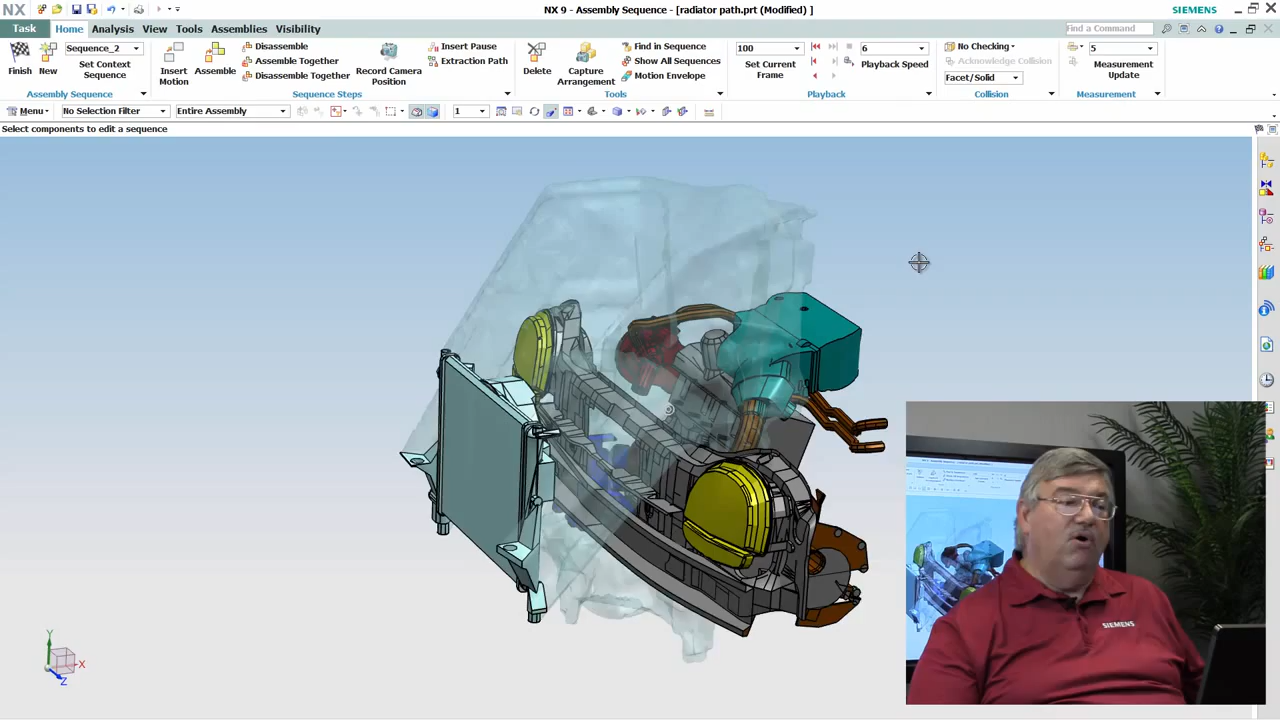 NX
NX 9 - Assembly Sequence - [radiator path.prt (Modified) ]
SIEMENS
Task Home Analysis View Tools Assemblies Visibility
Find a Command
Finish
New
Sequence_2
Set Context
Sequence
Assembly Sequence
Insert
Motion
Assemble
Disassemble
Assemble Together
Disassemble Together
Record Camera
Position
Insert Pause
Extraction Path
Sequence Steps
Delete
Capture
Arrangement
Find in Sequence
Show All Sequences
Motion Envelope
Tools
100
Set Current
Frame
6
Playback Speed
Playback
No Checking
Acknowledge Collision
Facet/Solid
Collision
5
Measurement
Update
Measurement
Menu
No Selection Filter
Entire Assembly
1
Select components to edit a sequence
Y
X
Z
SIEMENS